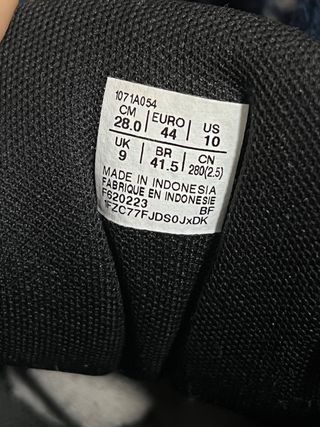 1071A054
CM EURO US
28.0 44 10
UK BR CN
9 41.5 280(2.5)
MADE IN INDONESIA
FABRIQUE EN INDONESIE
F620223 BF
1FZC77FJDS0JxDK